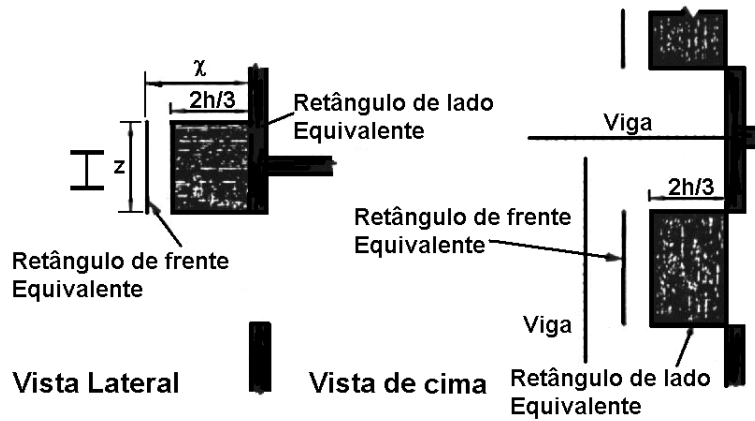 χ
2h/3
Retângulo de lado
Equivalente
z
Retângulo de frente
Equivalente
Vista Lateral
Viga
2h/3
Retângulo de frente
Equivalente
Viga
Retângulo de lado
Equivalente
Vista de cima